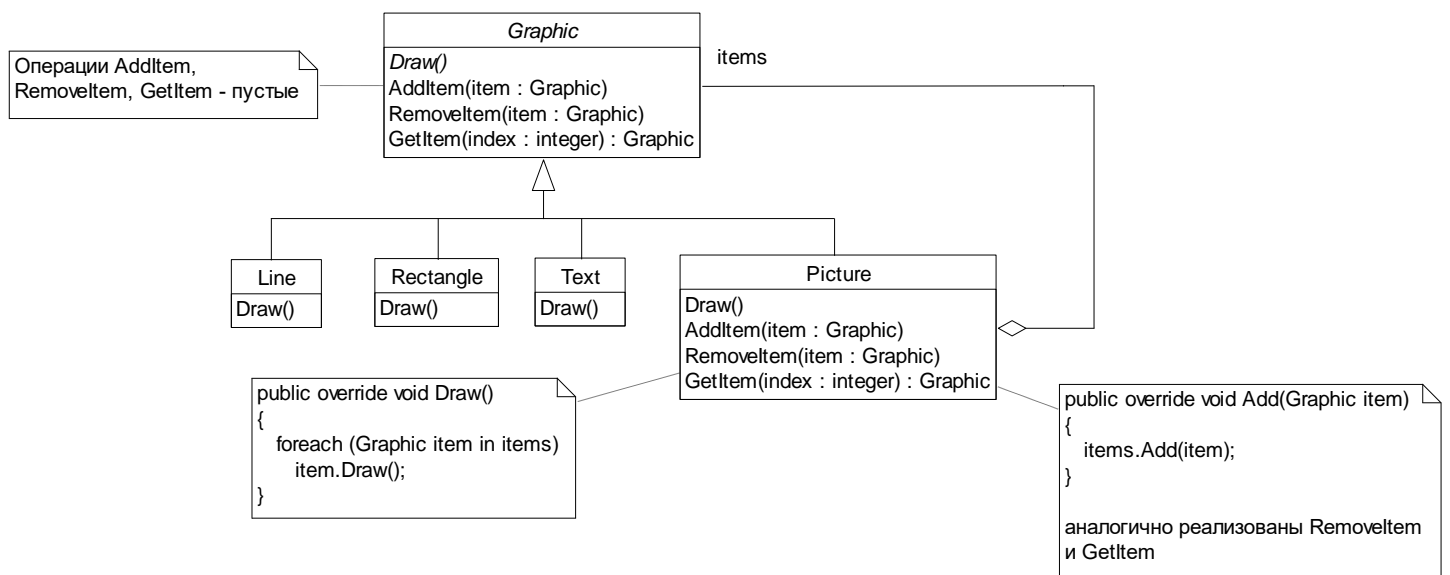 Graphic
Draw()
AddItem(item : Graphic)
RemoveItem(item : Graphic)
GetItem(index : integer) : Graphic
items
Операции AddItem,
RemoveItem, GetItem - пустые
Line
Draw()
Rectangle
Draw()
Text
Draw()
Picture
Draw()
AddItem(item : Graphic)
RemoveItem(item : Graphic)
GetItem(index : integer) : Graphic
public override void Draw()
{
foreach (Graphic item in items)
item.Draw();
}
public override void Add(Graphic item)
{
items.Add(item);
}
аналогично реализованы RemoveItem
и GetItem